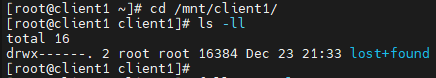 [root@client1 ~]# cd /mnt/client1/
[root@client1 client1]# ls -ll
total 16
drwx------. 2 root root 16384 Dec 23 21:33 lost+found
[root@client1 client1]#